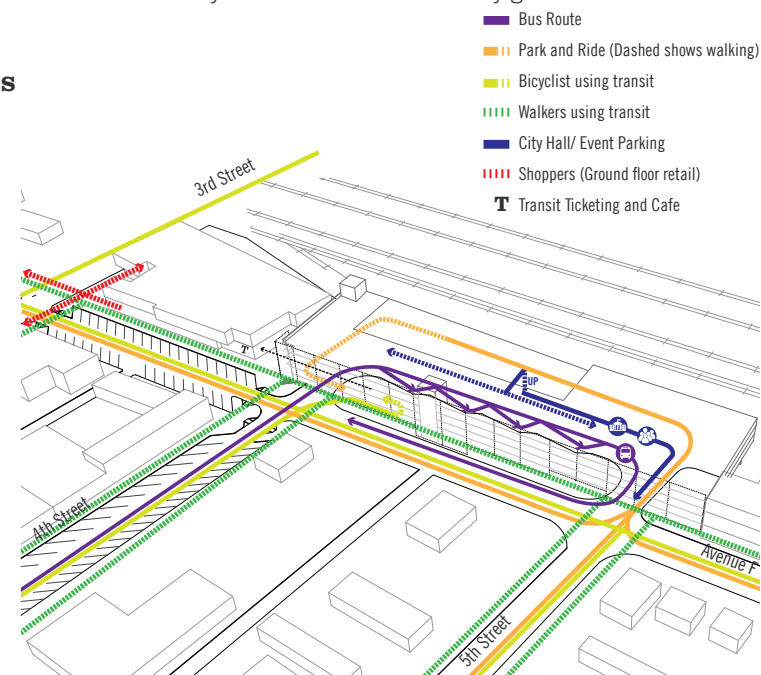 s
Bus Route
Park and Ride (Dashed shows walking)
Bicyclist using transit
Walkers using transit
City Hall/ Event Parking
Shoppers (Ground floor retail)
T Transit Ticketing and Cafe
3rd Street
T
UP
4th Street
Avenue F
5th Street